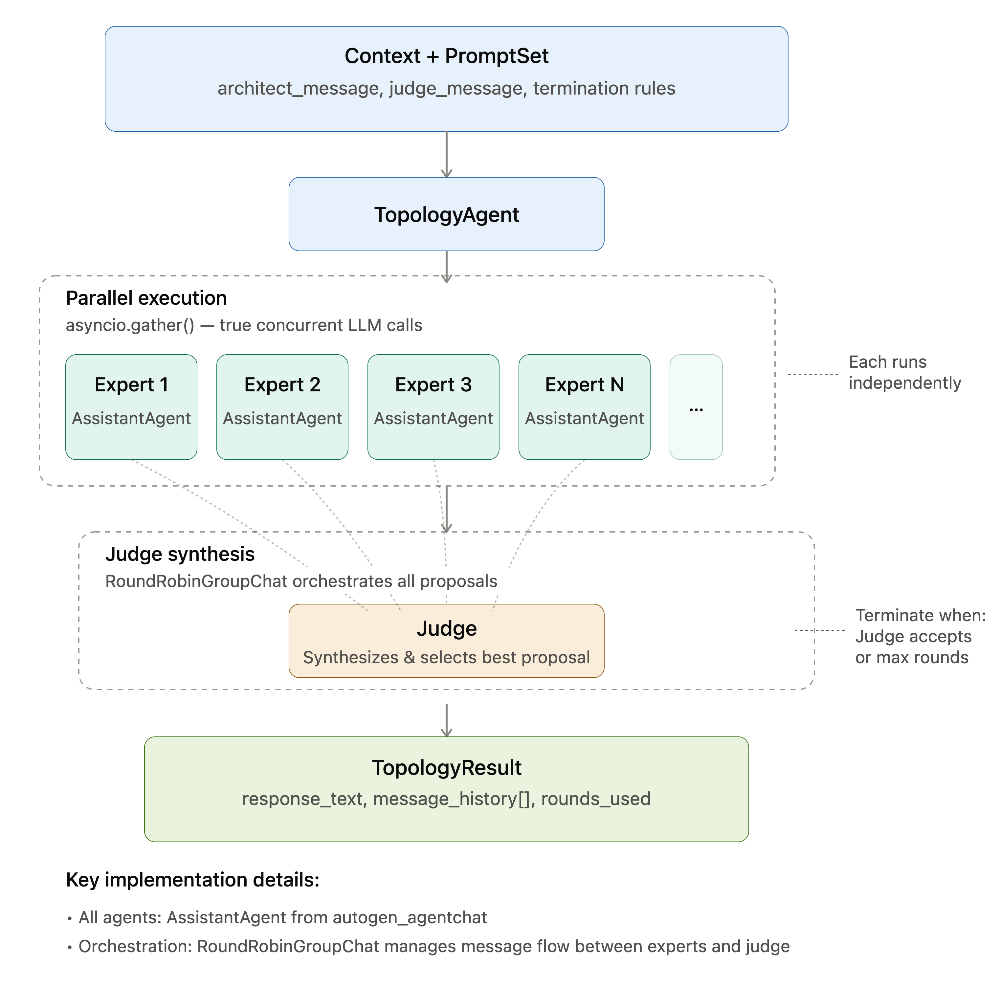 Context + PromptSet
architect_message, judge_message, termination rules
TopologyAgent
Parallel execution
asyncio.gather() — true concurrent LLM calls
Expert 1
AssistantAgent
Expert 2
AssistantAgent
Expert 3
AssistantAgent
Expert N
AssistantAgent
...
Each runs
independently
Judge synthesis
RoundRobinGroupChat orchestrates all proposals
Judge
Synthesizes & selects best proposal
Terminate when:
Judge accepts
or max rounds
TopologyResult
response_text, message_history[], rounds_used
Key implementation details:
• All agents: AssistantAgent from autogen_agentchat
• Orchestration: RoundRobinGroupChat manages message flow between experts and judge